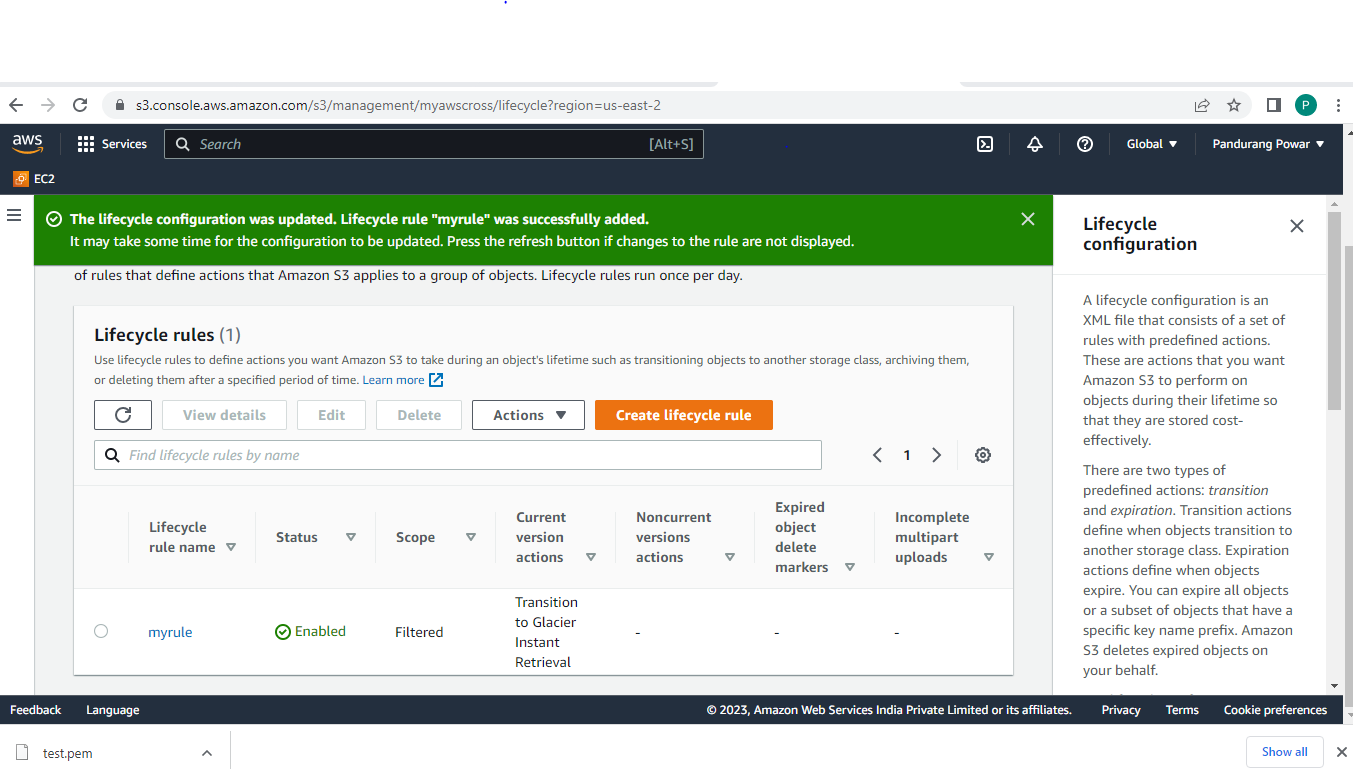 s3.console.aws.amazon.com/s3/management/myawscross/lifecycle?region=us-east-2
P
aws
Services
Search
[Alt+S]
Global
Pandurang Powar
EC2
The lifecycle configuration was updated. Lifecycle rule "myrule" was successfully added.
It may take some time for the configuration to be updated. Press the refresh button if changes to the rule are not displayed.
of rules that define actions that Amazon S3 applies to a group of objects. Lifecycle rules run once per day.
Lifecycle rules (1)
Use lifecycle rules to define actions you want Amazon S3 to take during an object's lifetime such as transitioning objects to another storage class, archiving them,
or deleting them after a specified period of time. Learn more
View details
Edit
Delete
Actions
Create lifecycle rule
Find lifecycle rules by name
1
Lifecycle
rule name
Status
Scope
Current
version
actions
Noncurrent
versions
actions
Expired
object
delete
markers
Incomplete
multipart
uploads
myrule
Enabled
Filtered
Transition
to Glacier
Instant
Retrieval
-
-
-
Lifecycle
configuration
A lifecycle configuration is an
XML file that consists of a set of
rules with predefined actions.
These are actions that you want
Amazon S3 to perform on
objects during their lifetime so
that they are stored cost-
effectively.
There are two types of
predefined actions: transition
and expiration. Transition actions
define when objects transition to
another storage class. Expiration
actions define when objects
expire. You can expire all objects
or a subset of objects that have a
specific key name prefix. Amazon
S3 deletes expired objects on
your behalf.
Feedback
Language
© 2023, Amazon Web Services India Private Limited or its affiliates.
Privacy
Terms
Cookie preferences
test.pem
Show all